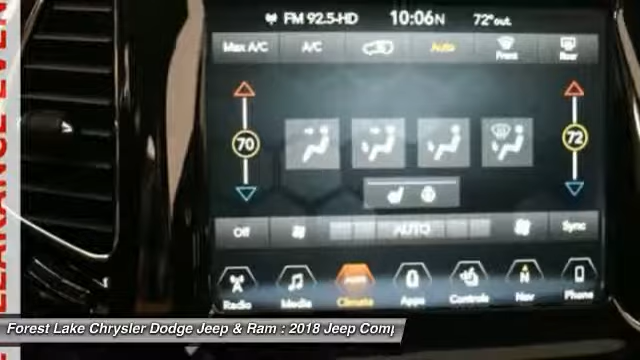 FM 92.5-HD 10:06 N 72° out.
Max A/C A/C Auto Front Rear
70 72
Off AUTO Sync
Radio Media Climate Apps Controls Nav Phone
Forest Lake Chrysler Dodge Jeep & Ram : 2018 Jeep Comp